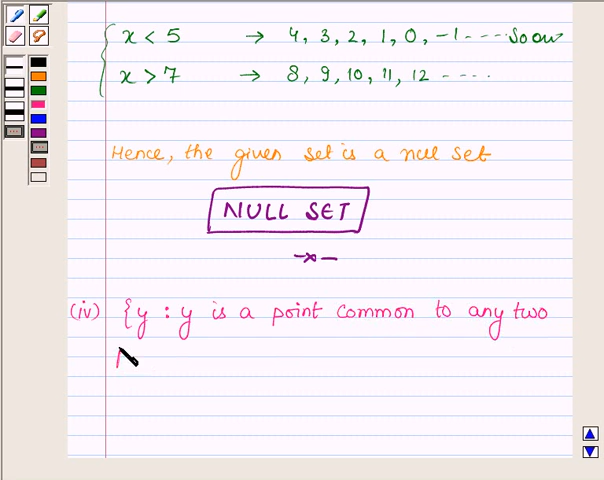 x < 5 → 4, 3, 2, 1, 0, -1 ---- So on
x > 7 → 8, 9, 10, 11, 12 -----
Hence, the given set is a null set
NULL SET
—x—
(iv) {y : y is a point common to any two